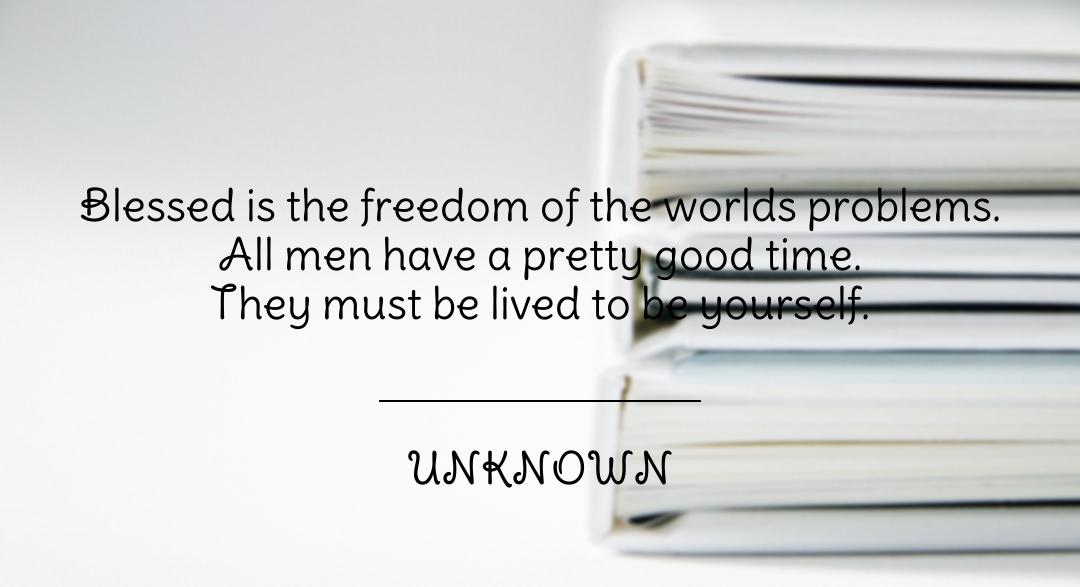 Blessed is the freedom of the worlds problems.
All men have a pretty good time.
They must be lived to be yourself.
UNKNOWN